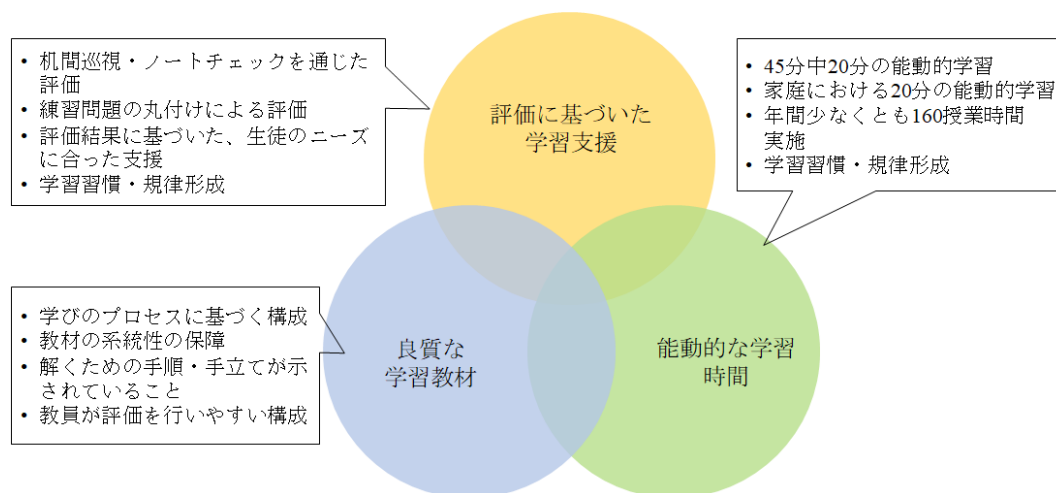 • 机間巡視・ノートチェックを通じた
評価
• 練習問題の丸付けによる評価
• 評価結果に基づいた、生徒のニーズ
に合った支援
• 学習習慣・規律形成
評価に基づいた
学習支援
• 45分中20分の能動的学習
• 家庭における20分の能動的学習
• 年間少なくとも160授業時間
実施
• 学習習慣・規律形成
• 学びのプロセスに基づく構成
• 教材の系統性の保障
• 解くための手順・手立てが示
されていること
• 教員が評価を行いやすい構成
良質な
学習教材
能動的な学習
時間